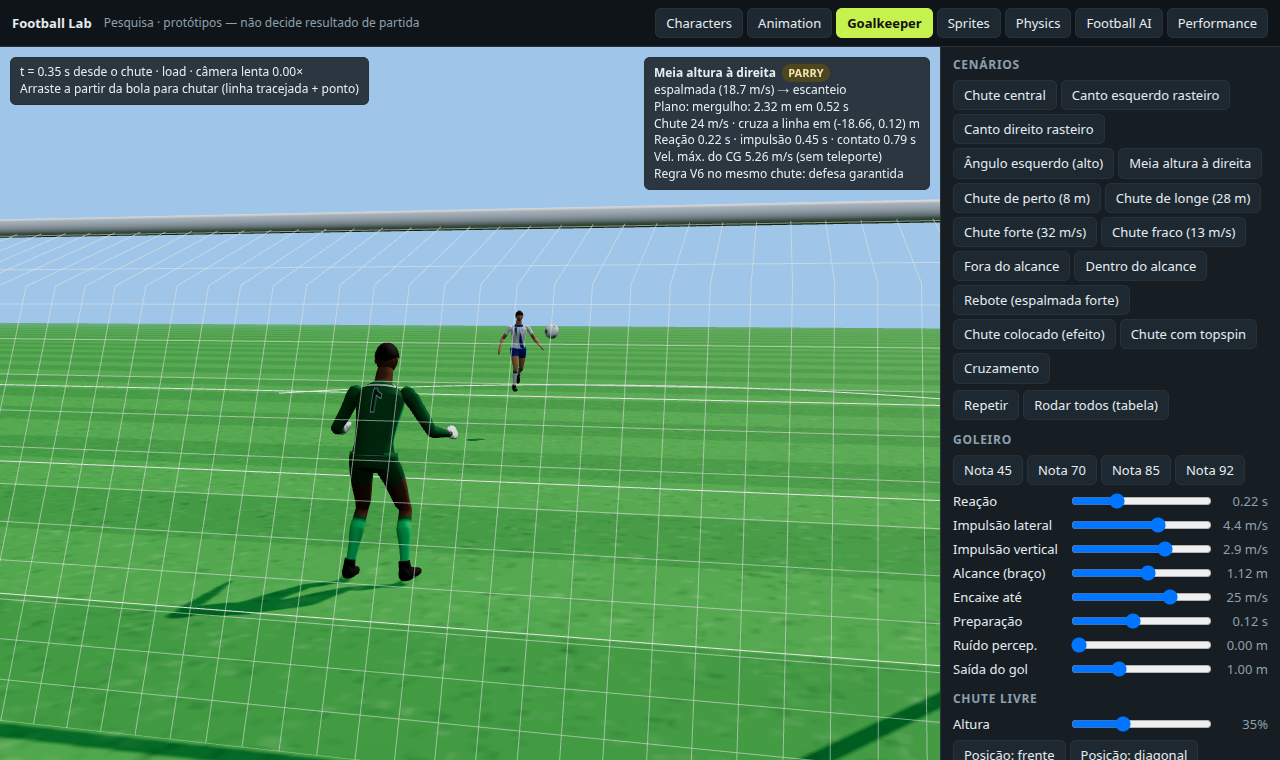 Football Lab
Pesquisa · protótipos — não decide resultado de partida
Characters
Animation
Goalkeeper
Sprites
Physics
Football AI
Performance
t = 0.35 s desde o chute · load · câmera lenta 0.00×
Arraste a partir da bola para chutar (linha tracejada + ponto)
Meia altura à direita PARRY
espalmada (18.7 m/s) → escanteio
Plano: mergulho: 2.32 m em 0.52 s
Chute 24 m/s · cruza a linha em (-18.66, 0.12) m
Reação 0.22 s · impulsão 0.45 s · contato 0.79 s
Vel. máx. do CG 5.26 m/s (sem teleporte)
Regra V6 no mesmo chute: defesa garantida
1
CENÁRIOS
Chute central
Canto esquerdo rasteiro
Canto direito rasteiro
Ângulo esquerdo (alto)
Meia altura à direita
Chute de perto (8 m)
Chute de longe (28 m)
Chute forte (32 m/s)
Chute fraco (13 m/s)
Fora do alcance
Dentro do alcance
Rebote (espalmada forte)
Chute colocado (efeito)
Chute com topspin
Cruzamento
Repetir
Rodar todos (tabela)
GOLEIRO
Nota 45
Nota 70
Nota 85
Nota 92
Reação 0.22 s
Impulsão lateral 4.4 m/s
Impulsão vertical 2.9 m/s
Alcance (braço) 1.12 m
Encaixe até 25 m/s
Preparação 0.12 s
Ruído percep. 0.00 m
Saída do gol 1.00 m
CHUTE LIVRE
Altura 35%
Posição: frente
Posição: diagonal